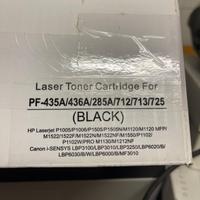 Laser Toner Cartridge For
PF-435A/436A/285A/712/713/725
(BLACK)
HP Laserjet P1005/P1006/P1505/P1505N/M1120/M1120 MFP/
M1522/1522F/M1522N/M1522NF/M1550/P1102/
P1102W/PRO M1130/M1212NF
Canon i-SENSYS LBP3100/LBP3010/LBP3250/LBP6020/B/
LBP6030/B/W/LBP6000/B/MF3010